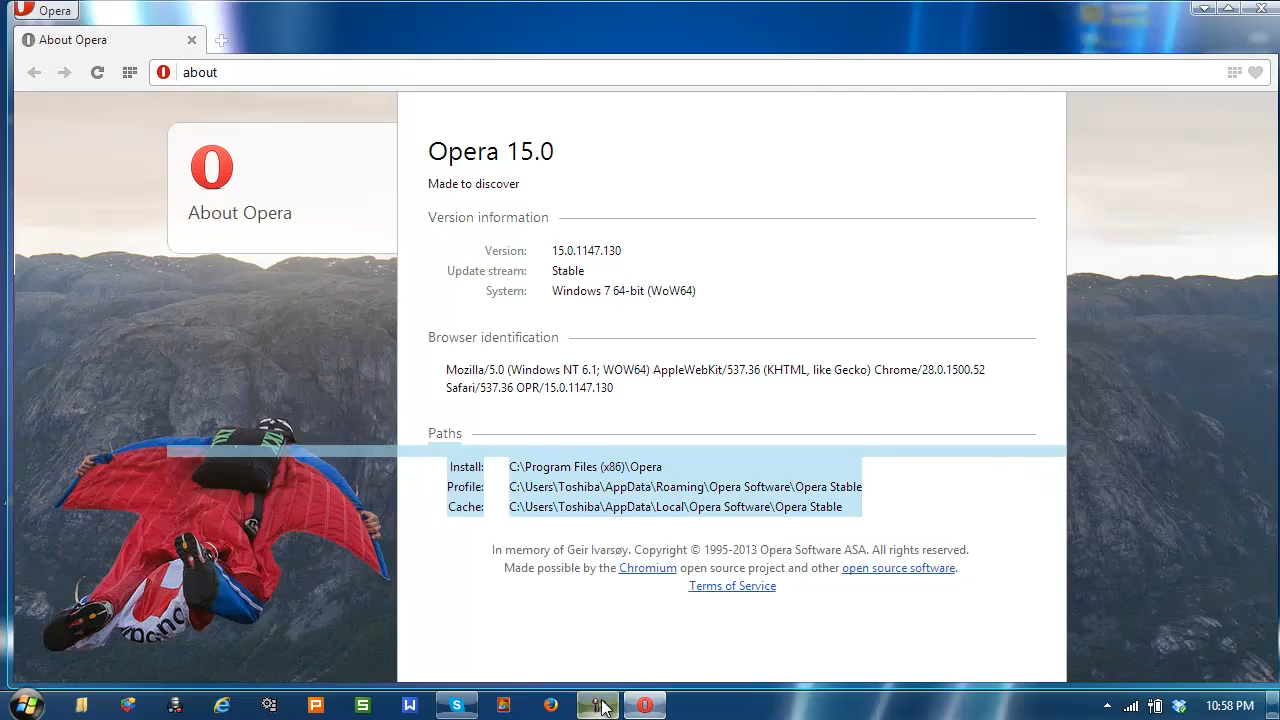 Opera
About Opera
about
About Opera
Opera 15.0
Made to discover
Version information
Version: 15.0.1147.130
Update stream: Stable
System: Windows 7 64-bit (WoW64)
Browser identification
Mozilla/5.0 (Windows NT 6.1; WOW64) AppleWebKit/537.36 (KHTML, like Gecko) Chrome/28.0.1500.52
Safari/537.36 OPR/15.0.1147.130
Paths
Install: C:\Program Files (x86)\Opera
Profile: C:\Users\Toshiba\AppData\Roaming\Opera Software\Opera Stable
Cache: C:\Users\Toshiba\AppData\Local\Opera Software\Opera Stable
In memory of Geir Ivarsøy. Copyright © 1995-2013 Opera Software ASA. All rights reserved.
Made possible by the Chromium open source project and other open source software.
Terms of Service
10:58 PM